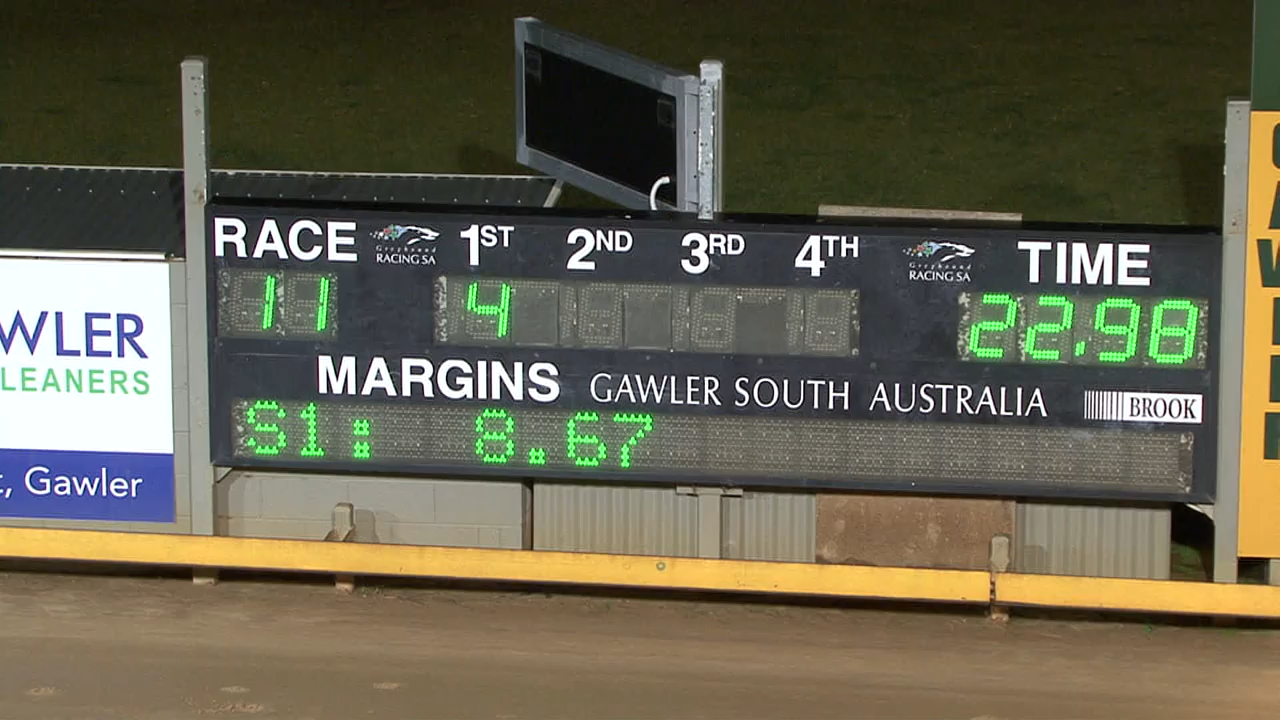 RACE
Greyhound
RACING SA
1ST
2ND
3RD
4TH
Greyhound
RACING SA
TIME
11
4
22.98
MARGINS
GAWLER SOUTH AUSTRALIA
BROOK
S1: 8.67
WLER
LEANERS
, Gawler